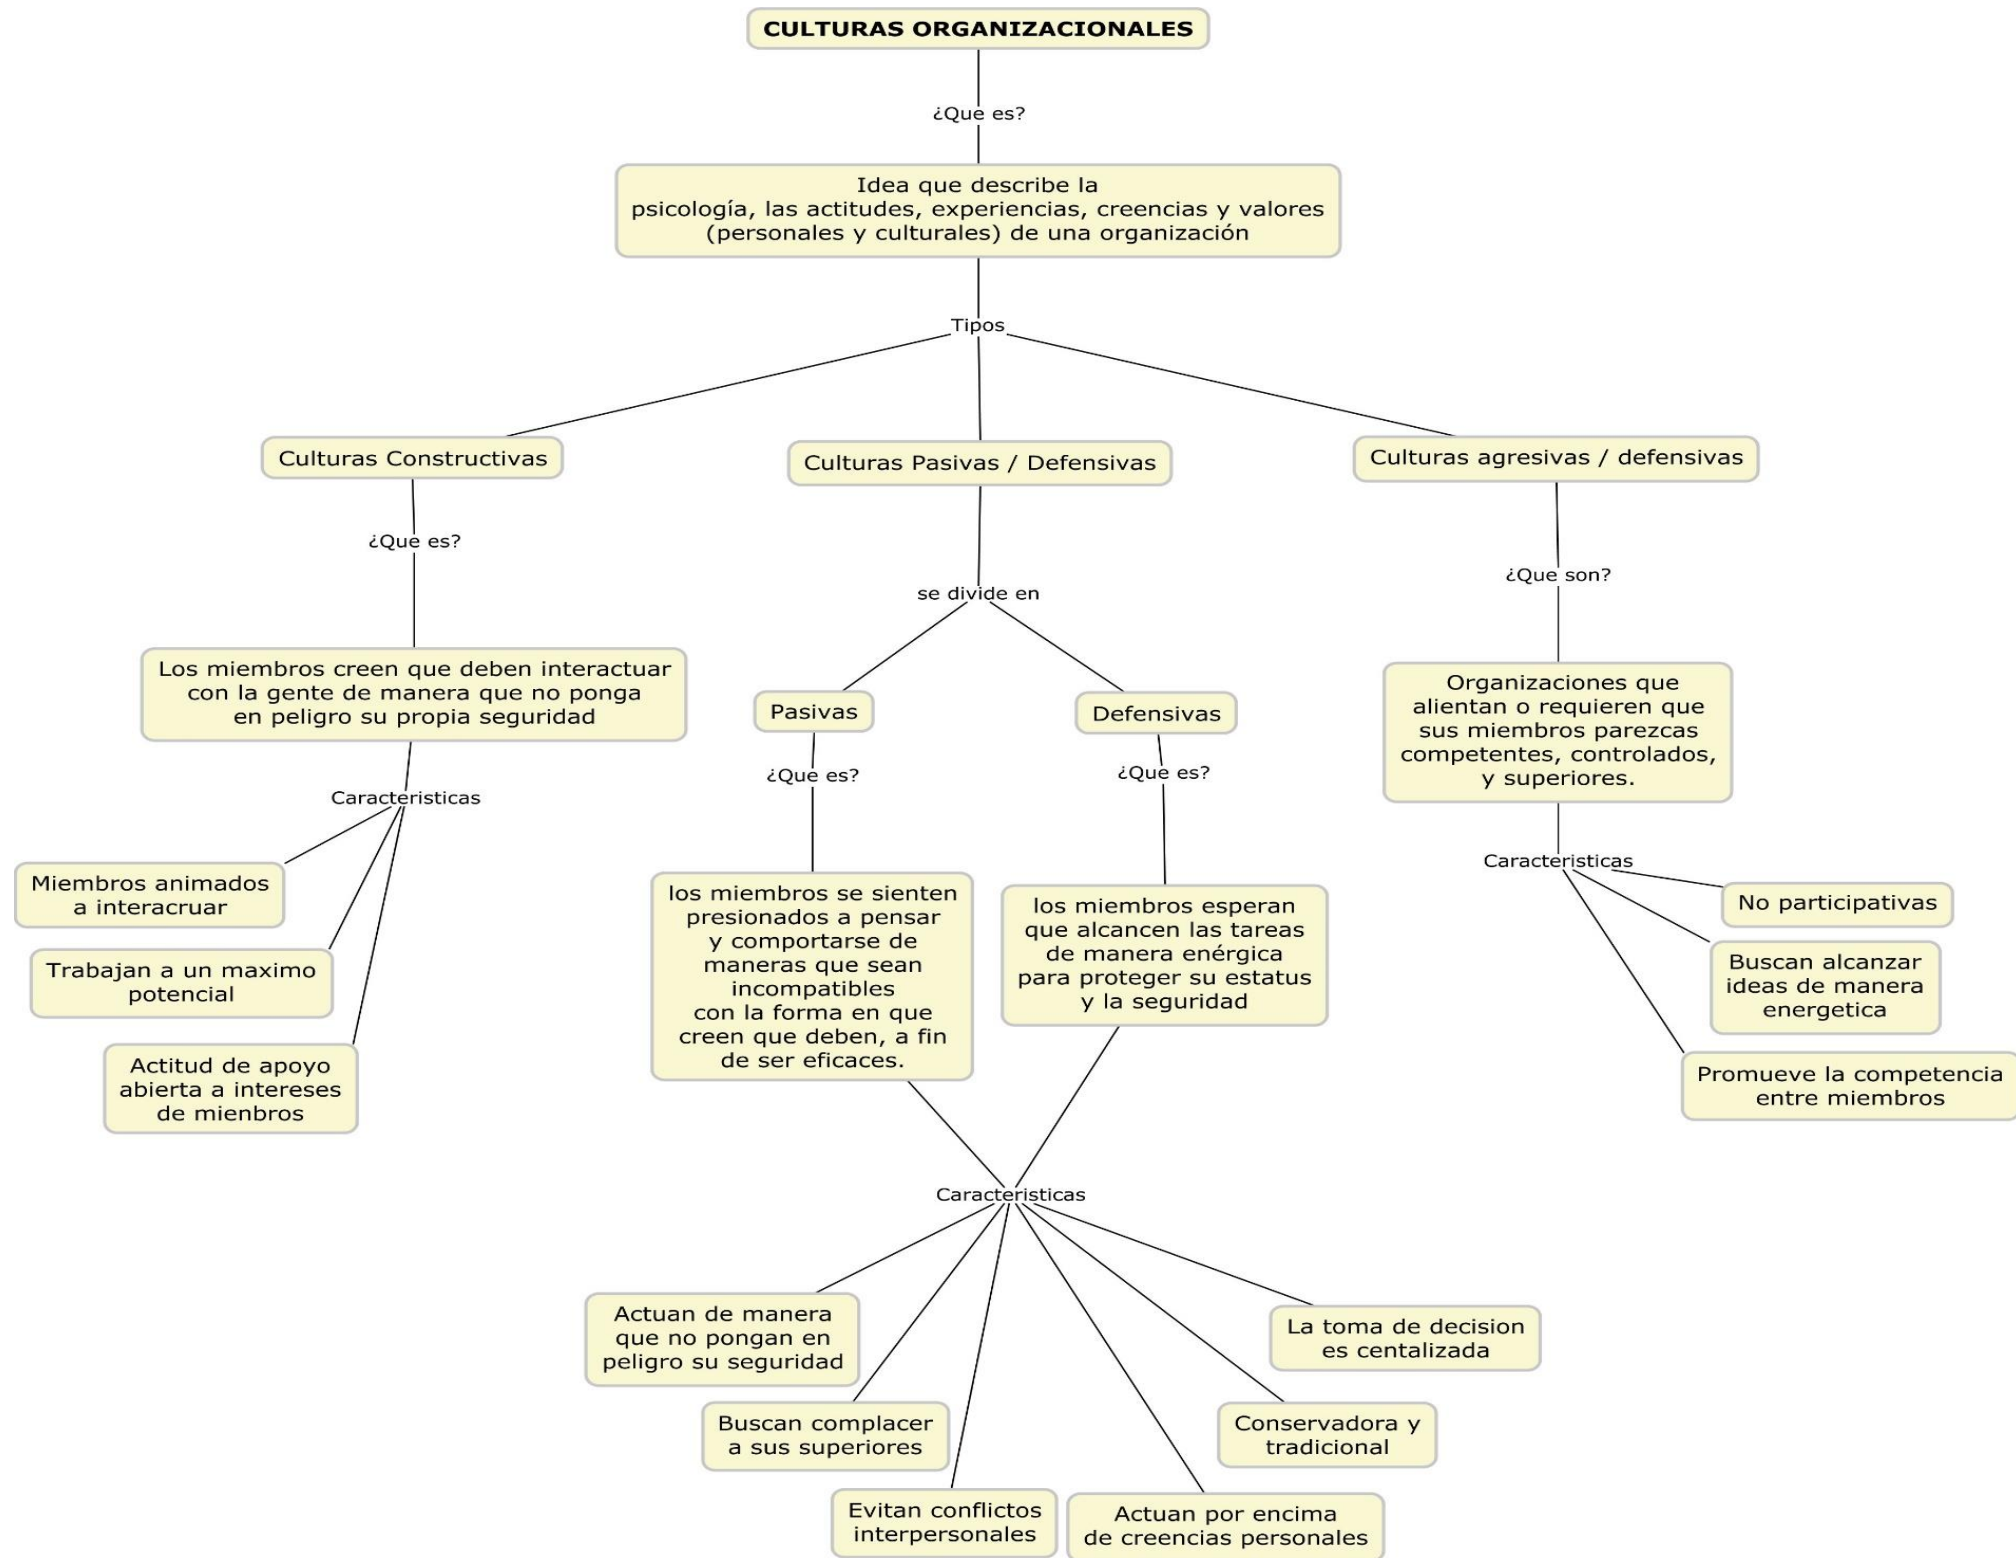 CULTURAS ORGANIZACIONALES
¿Que es?
Idea que describe la
psicología, las actitudes, experiencias, creencias y valores
(personales y culturales) de una organización
Tipos
Culturas Constructivas
Culturas Pasivas / Defensivas
Culturas agresivas / defensivas
¿Que es?
Los miembros creen que deben interactuar
con la gente de manera que no ponga
en peligro su propia seguridad
Caracteristicas
Miembros animados
a interacruar
Trabajan a un maximo
potencial
Actitud de apoyo
abierta a intereses
de mienbros
se divide en
Pasivas
Defensivas
¿Que es?
¿Que es?
los miembros se sienten
presionados a pensar
y comportarse de
maneras que sean
incompatibles
con la forma en que
creen que deben, a fin
de ser eficaces.
los miembros esperan
que alcancen las tareas
de manera enérgica
para proteger su estatus
y la seguridad
Caracteristicas
Actuan de manera
que no pongan en
peligro su seguridad
Buscan complacer
a sus superiores
Evitan conflictos
interpersonales
Actuan por encima
de creencias personales
Conservadora y
tradicional
La toma de decision
es centalizada
¿Que son?
Organizaciones que
alientan o requieren que
sus miembros parezcas
competentes, controlados,
y superiores.
Caracteristicas
No participativas
Buscan alcanzar
ideas de manera
energetica
Promueve la competencia
entre miembros